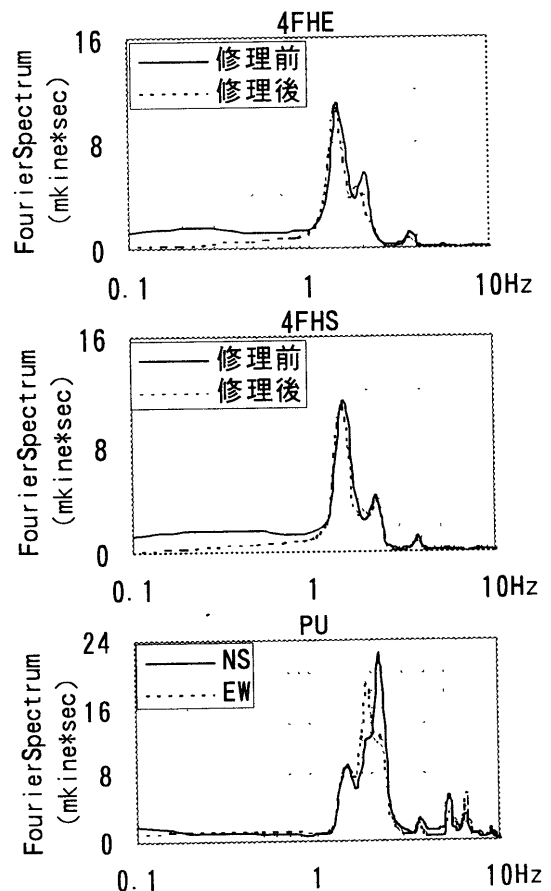 4FHE
16
修理前
修理後
8
0
FourierSpectrum
(mkine*sec)
0.1
1
10Hz
4FHS
16
修理前
修理後
8
0
FourierSpectrum
(mkine*sec)
0.1
1
10Hz
PU
24
NS
EW
16
8
0
FourierSpectrum
(mkine*sec)
0.1
1
10Hz